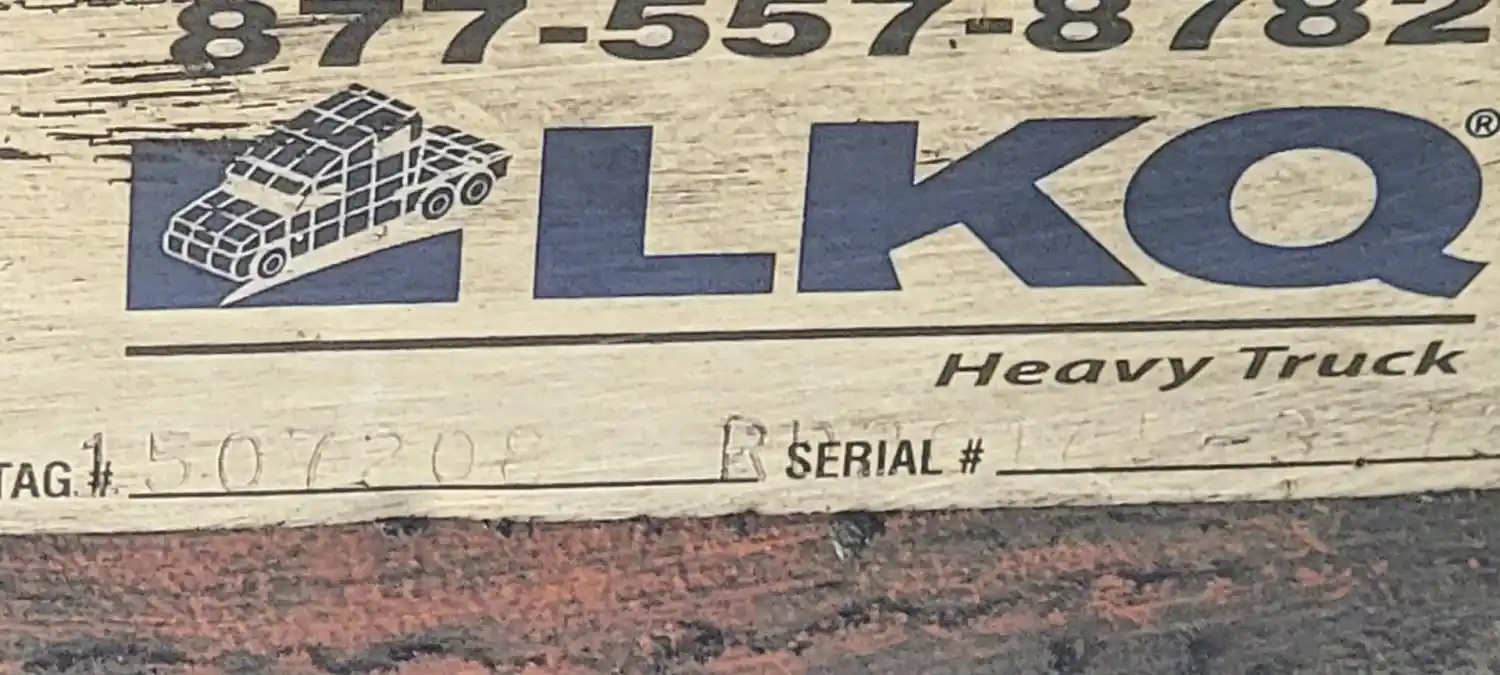 877-557-8782
LKQ®
Heavy Truck
TAG # SERIAL #